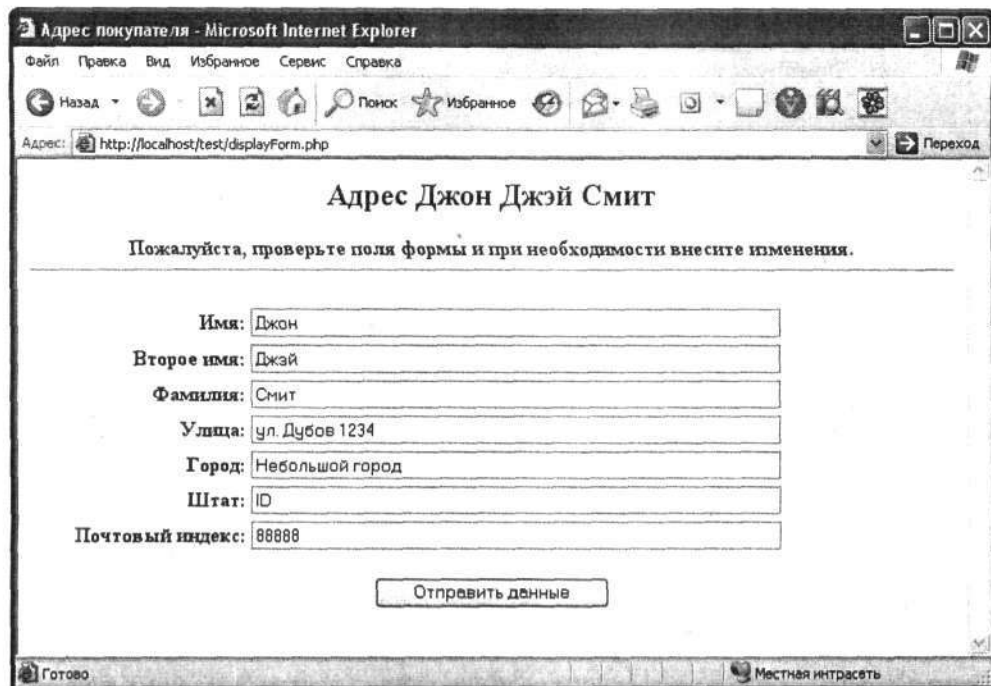 Адрес покупателя - Microsoft Internet Explorer
Файл Правка Вид Избранное Сервис Справка
Назад Поиск Избранное
Адрес: http://localhost/test/displayForm.php Переход
Адрес Джон Джэй Смит
Пожалуйста, проверьте поля формы и при необходимости внесите изменения.
Имя: Джон
Второе имя: Джэй
Фамилия: Смит
Улица: ул. Дубов 1234
Город: Небольшой город
Штат: ID
Почтовый индекс: 88888
Отправить данные
Готово Местная интрасеть